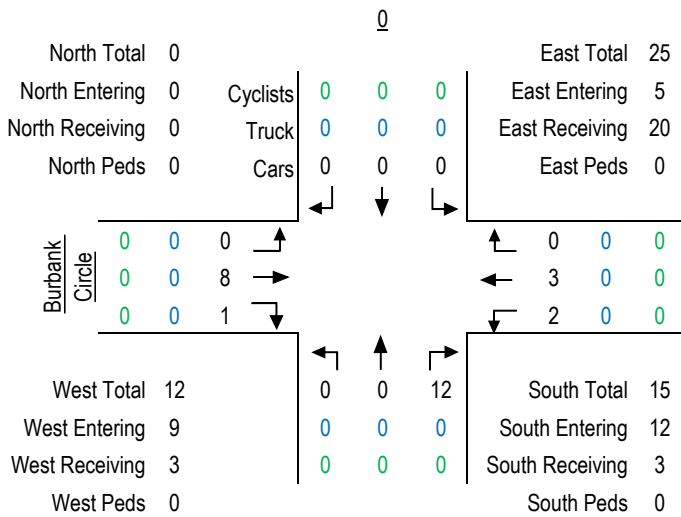 0
North Total 0
East Total 25
North Entering 0
Cyclists 0 0 0
East Entering 5
North Receiving 0
Truck 0 0 0
East Receiving 20
North Peds 0
Cars 0 0 0
East Peds 0
Burbank
Circle
0 0 0
0 0 0
0 0 8
3 0 0
0 0 1
2 0 0
West Total 12
0 0 12
South Total 15
West Entering 9
0 0 0
South Entering 12
West Receiving 3
0 0 0
South Receiving 3
West Peds 0
South Peds 0